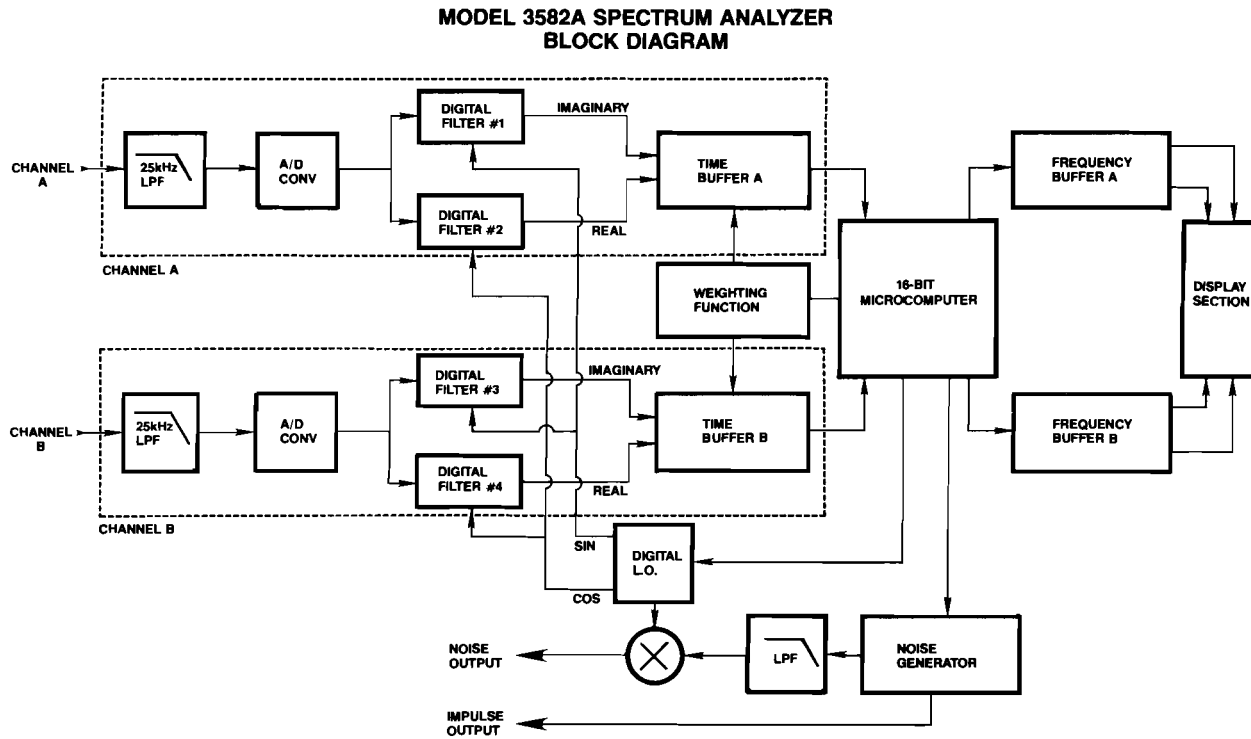 MODEL 3582A SPECTRUM ANALYZER
BLOCK DIAGRAM
CHANNEL
A
25kHz
LPF
A/D
CONV
DIGITAL
FILTER #1
DIGITAL
FILTER #2
IMAGINARY
REAL
TIME
BUFFER A
CHANNEL A
WEIGHTING
FUNCTION
16-BIT
MICROCOMPUTER
FREQUENCY
BUFFER A
DISPLAY
SECTION
CHANNEL
B
25kHz
LPF
A/D
CONV
DIGITAL
FILTER #3
DIGITAL
FILTER #4
IMAGINARY
REAL
TIME
BUFFER B
FREQUENCY
BUFFER B
CHANNEL B
SIN
COS
DIGITAL
L.O.
NOISE
OUTPUT
LPF
NOISE
GENERATOR
IMPULSE
OUTPUT